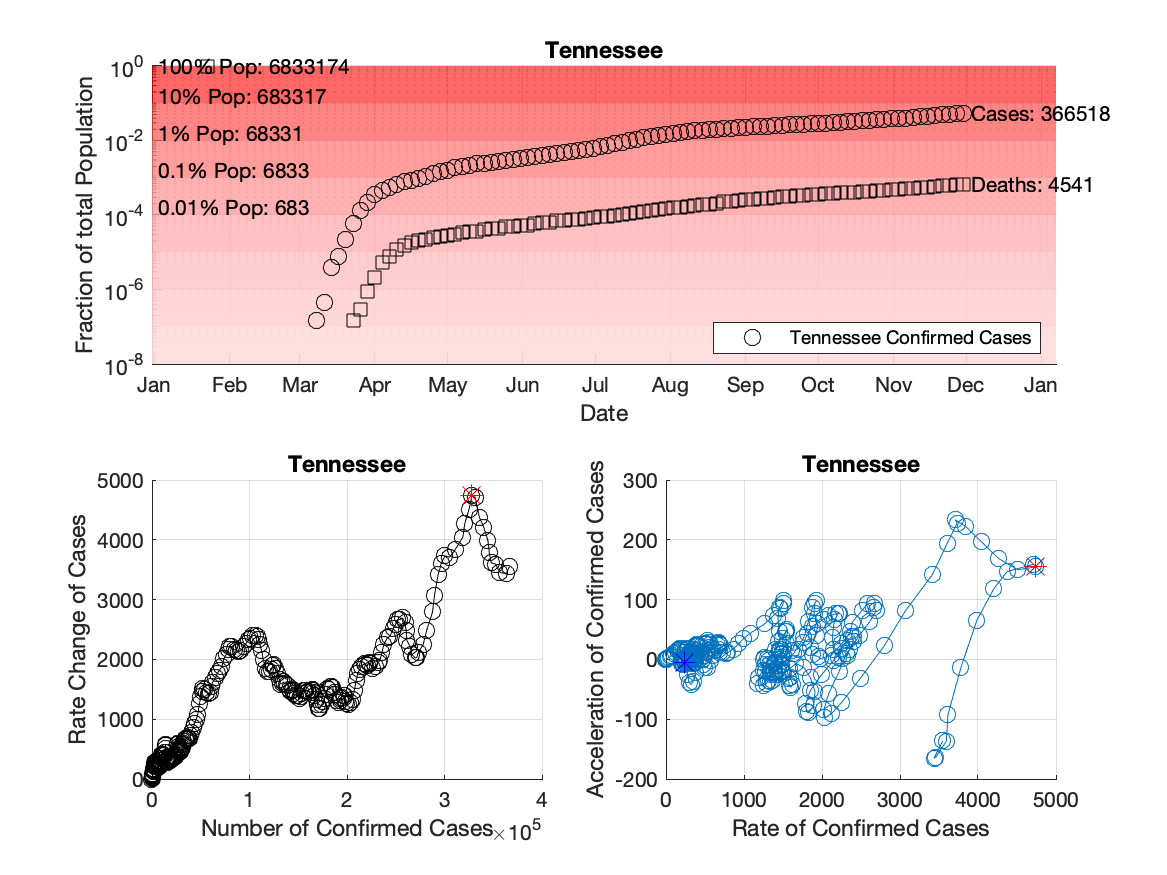 Tennessee
10^0
10^-2
10^-4
10^-6
10^-8
Fraction of total Population
100% Pop: 6833174
10% Pop: 683317
1% Pop: 68331
0.1% Pop: 6833
0.01% Pop: 683
Cases: 366518
Deaths: 4541
Tennessee Confirmed Cases
Jan Feb Mar Apr May Jun Jul Aug Sep Oct Nov Dec Jan
Date
Tennessee
5000
4000
3000
2000
1000
0
Rate Change of Cases
0 1 2 3 4
Number of Confirmed Cases ×10^5
Tennessee
300
200
100
0
-100
-200
Acceleration of Confirmed Cases
0 1000 2000 3000 4000 5000
Rate of Confirmed Cases